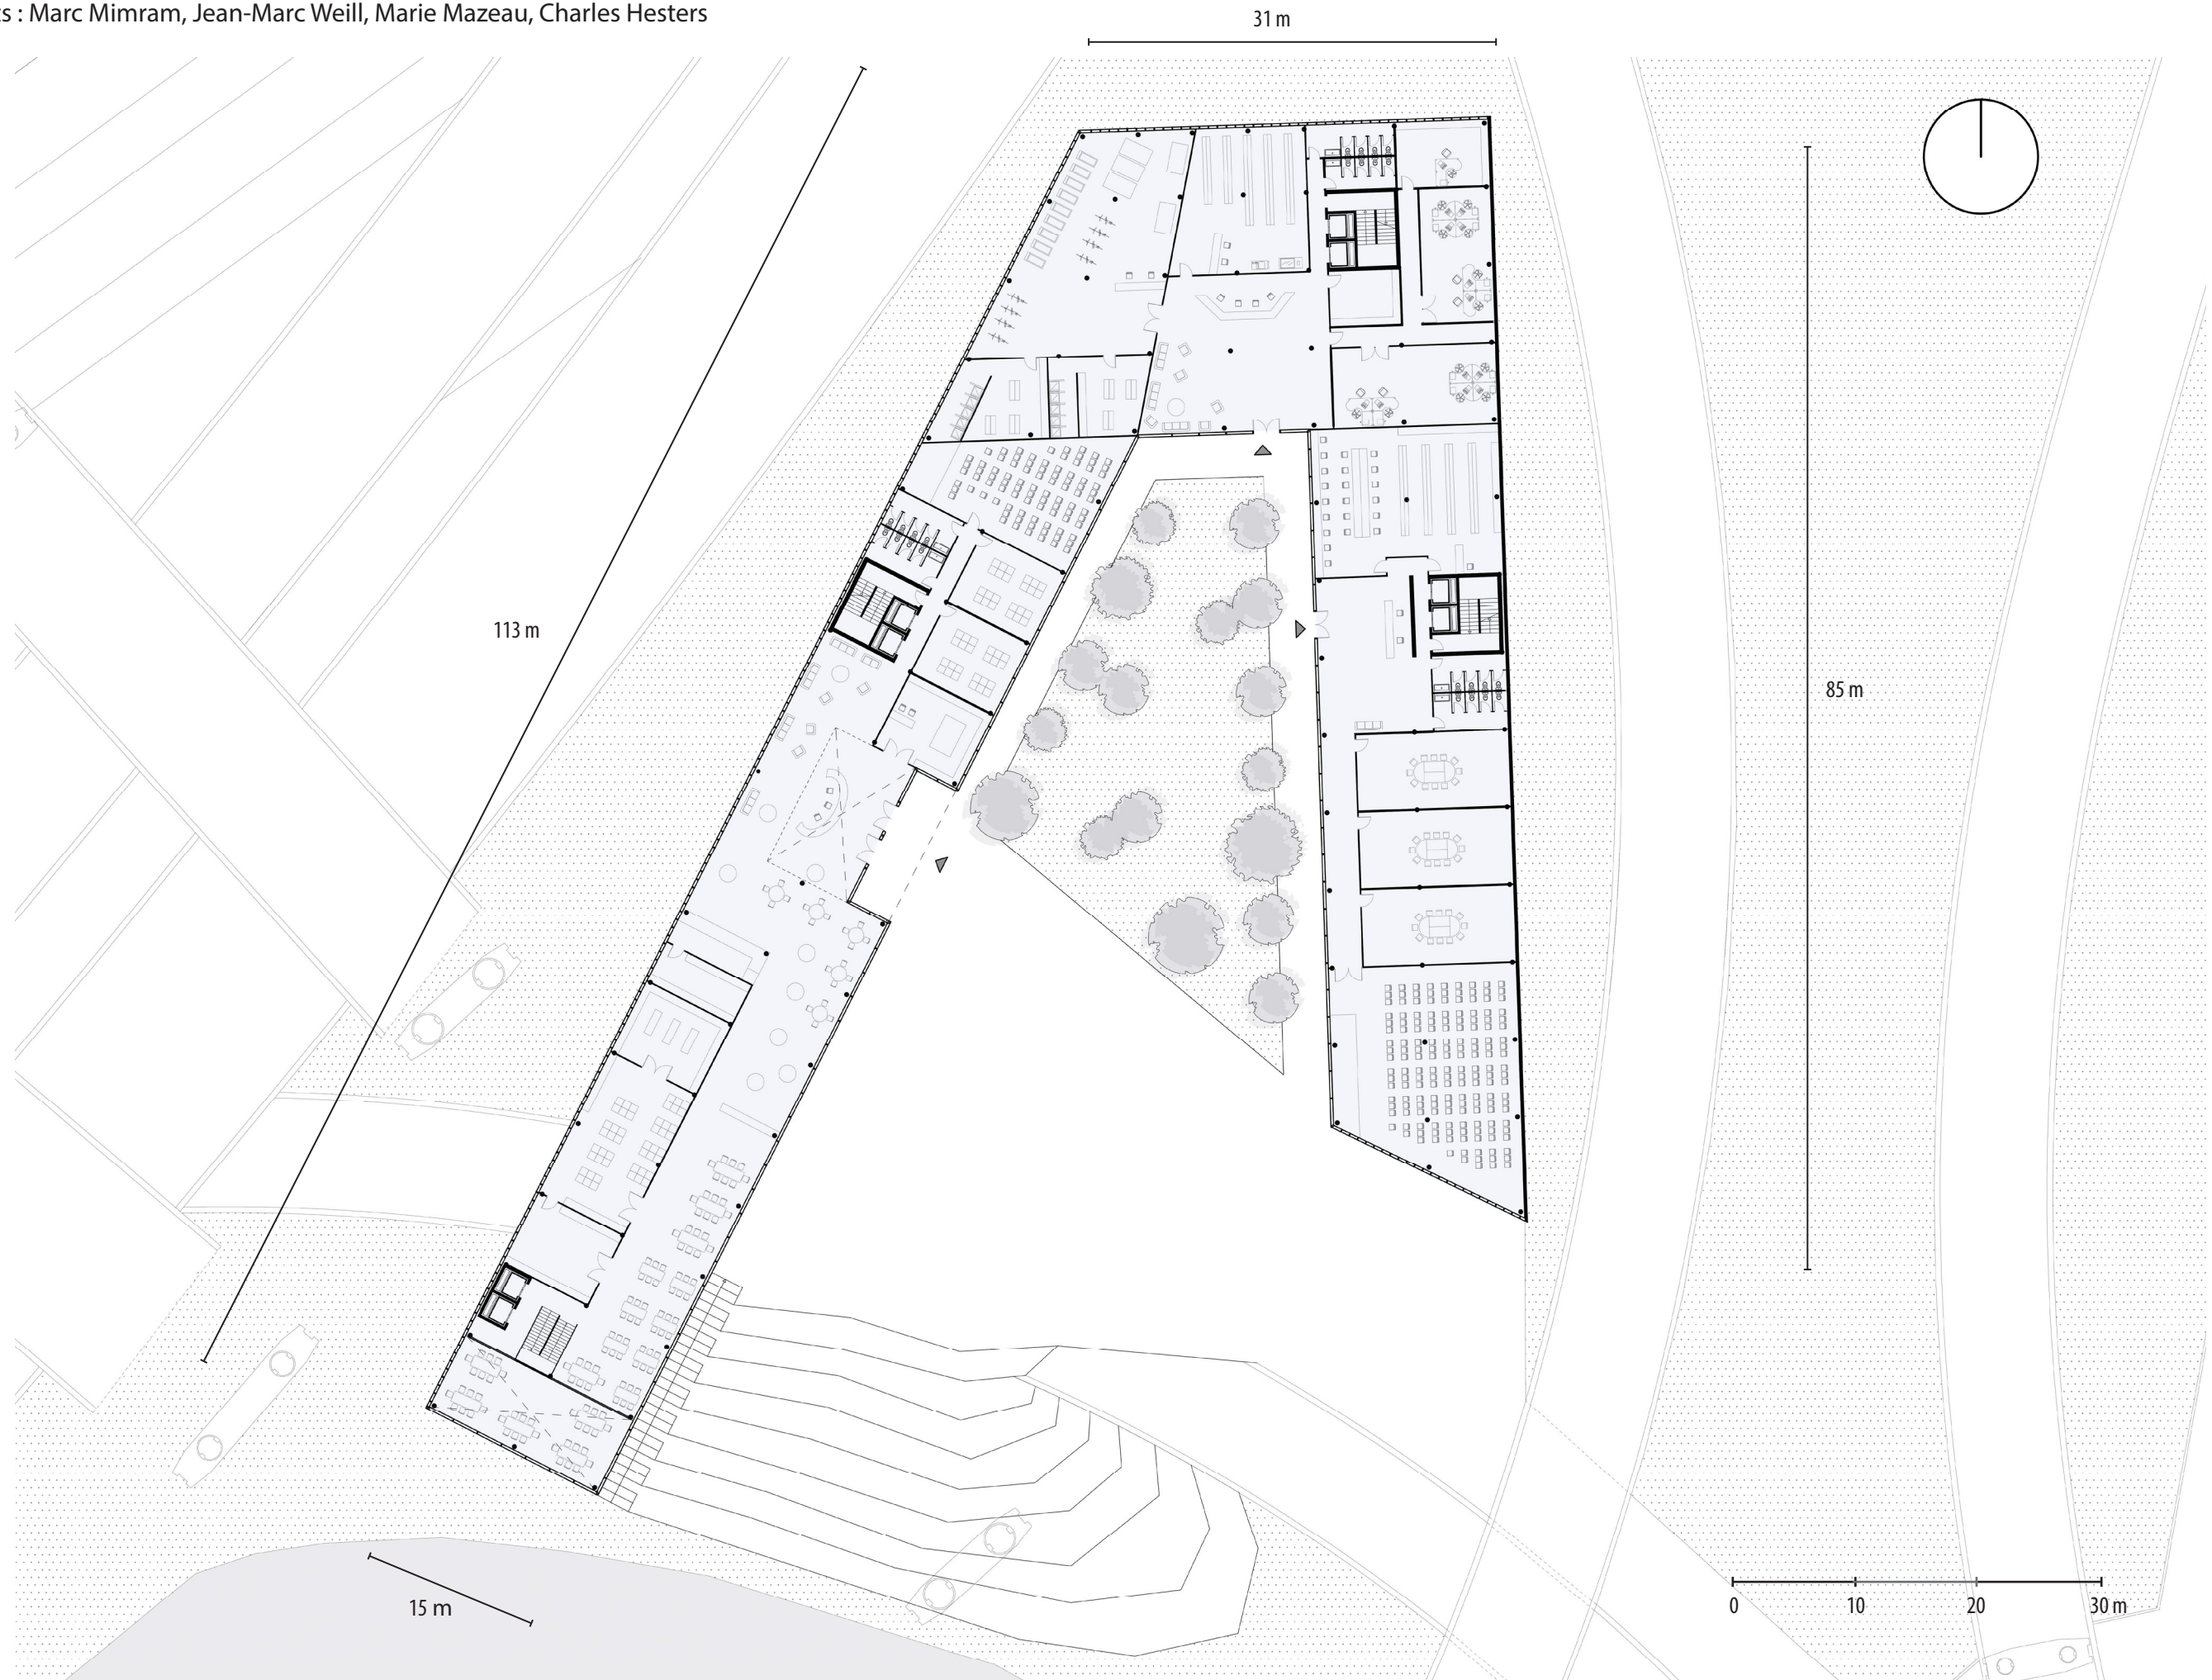 s : Marc Mimram, Jean-Marc Weill, Marie Mazeau, Charles Hesters
31 m
113 m
85 m
15 m
0 10 20 30 m